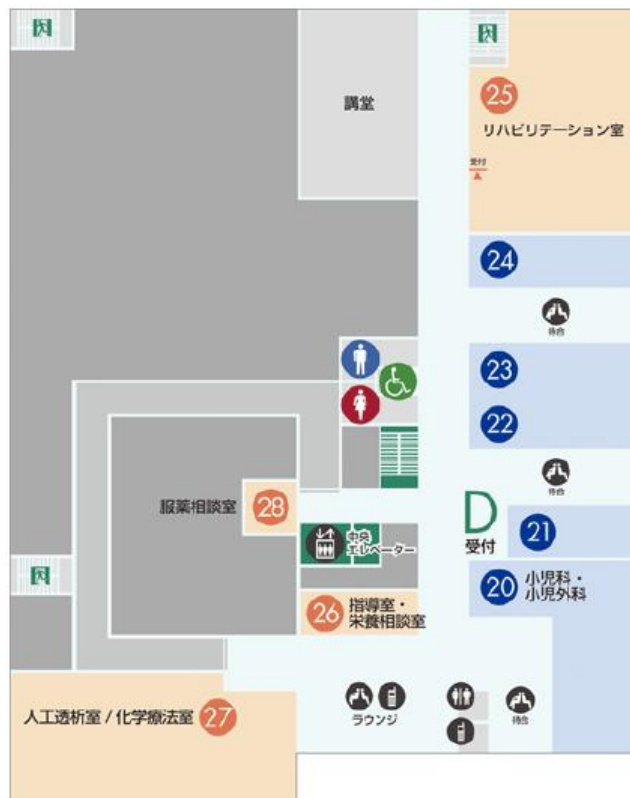 講堂
25
リハビリテーション室
受付
24
待合
23
22
待合
服薬相談室 28
中央
エレベーター
D
受付
21
20 小児科・
小児外科
26 指導室・
栄養相談室
人工透析室 / 化学療法室 27
ラウンジ
待合